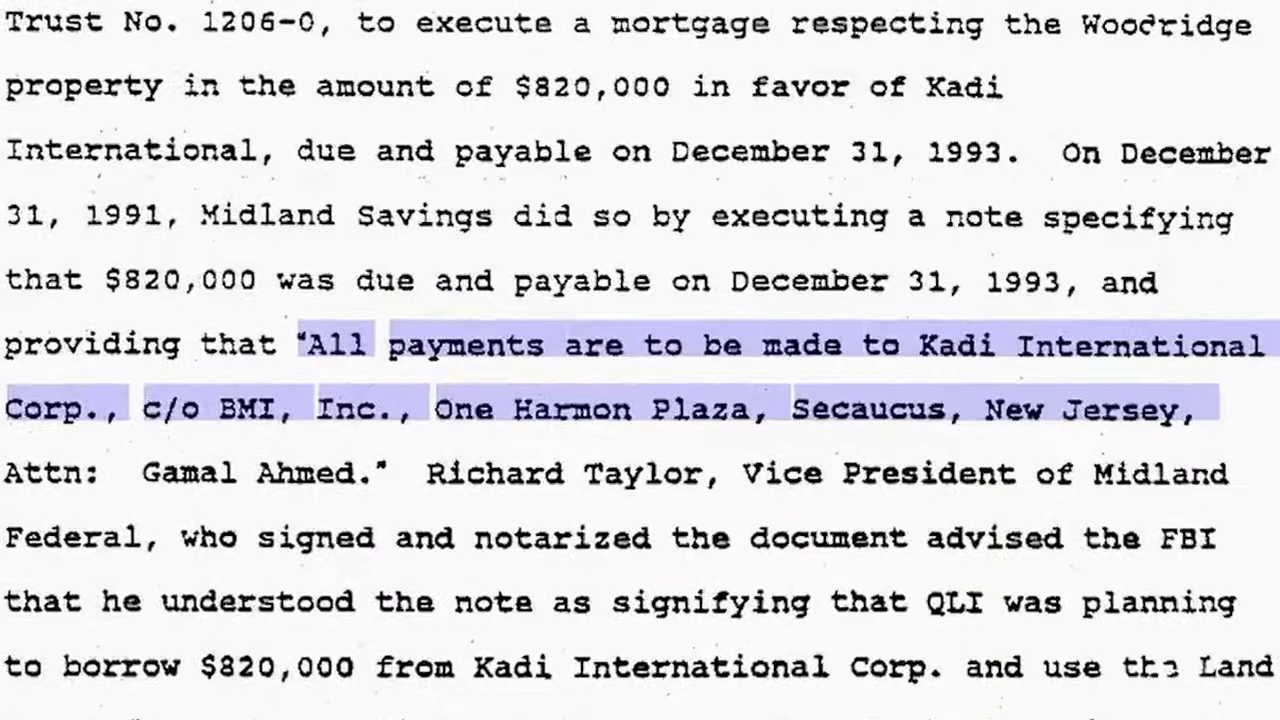 Trust No. 1206-0, to execute a mortgage respecting the Woodridge
property in the amount of $820,000 in favor of Kadi
International, due and payable on December 31, 1993. On December
31, 1991, Midland Savings did so by executing a note specifying
that $820,000 was due and payable on December 31, 1993, and
providing that "All payments are to be made to Kadi International
Corp., c/o BMI, Inc., One Harmon Plaza, Secaucus, New Jersey,
Attn: Gamal Ahmed." Richard Taylor, Vice President of Midland
Federal, who signed and notarized the document advised the FBI
that he understood the note as signifying that QLI was planning
to borrow $820,000 from Kadi International Corp. and use the Land